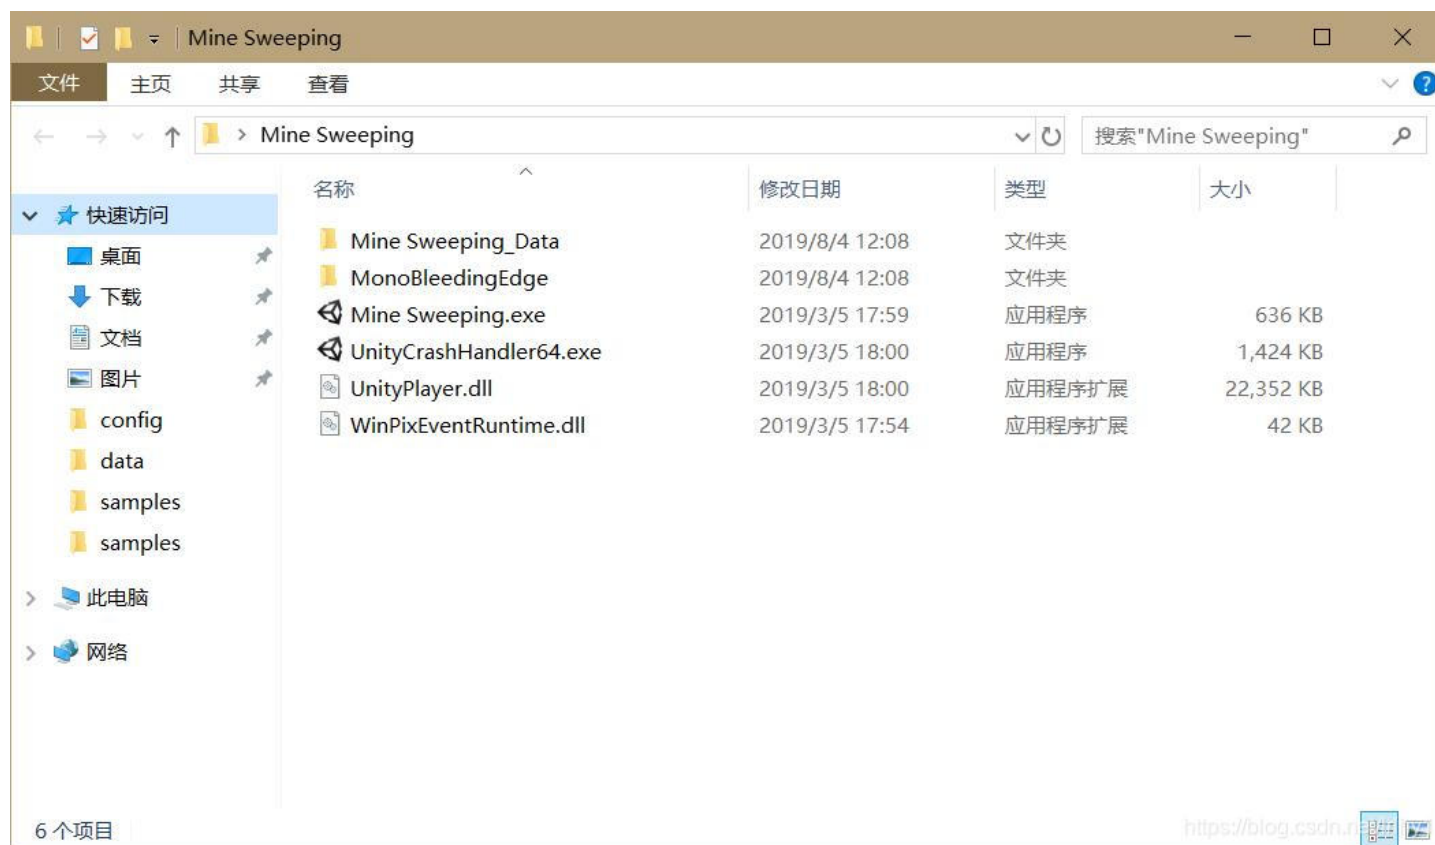 Mine Sweeping
文件 主页 共享 查看
Mine Sweeping 搜索"Mine Sweeping"
名称 修改日期 类型 大小
快速访问
桌面
下载
文档
图片
config
data
samples
samples
此电脑
网络
Mine Sweeping_Data 2019/8/4 12:08 文件夹
MonoBleedingEdge 2019/8/4 12:08 文件夹
Mine Sweeping.exe 2019/3/5 17:59 应用程序 636 KB
UnityCrashHandler64.exe 2019/3/5 18:00 应用程序 1,424 KB
UnityPlayer.dll 2019/3/5 18:00 应用程序扩展 22,352 KB
WinPixEventRuntime.dll 2019/3/5 17:54 应用程序扩展 42 KB
6 个项目